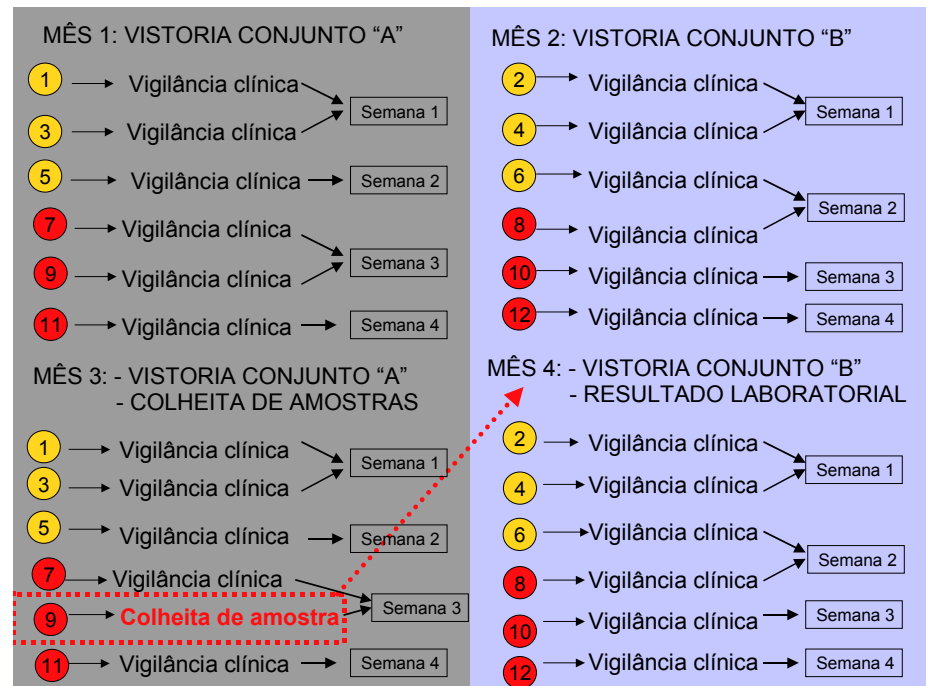 MÊS 1: VISTORIA CONJUNTO “A”
1 Vigilância clínica
Semana 1
3 Vigilância clínica
5 Vigilância clínica Semana 2
7 Vigilância clínica
Semana 3
9 Vigilância clínica
11 Vigilância clínica Semana 4
MÊS 2: VISTORIA CONJUNTO “B”
2 Vigilância clínica
Semana 1
4 Vigilância clínica
6 Vigilância clínica
Semana 2
8 Vigilância clínica
10 Vigilância clínica Semana 3
12 Vigilância clínica Semana 4
MÊS 3: - VISTORIA CONJUNTO “A”
- COLHEITA DE AMOSTRAS
1 Vigilância clínica
Semana 1
3 Vigilância clínica
5 Vigilância clínica Semana 2
7 Vigilância clínica
Semana 3
9 Colheita de amostra
11 Vigilância clínica Semana 4
MÊS 4: - VISTORIA CONJUNTO “B”
- RESULTADO LABORATORIAL
2 Vigilância clínica
Semana 1
4 Vigilância clínica
6 Vigilância clínica
Semana 2
8 Vigilância clínica
10 Vigilância clínica Semana 3
12 Vigilância clínica Semana 4